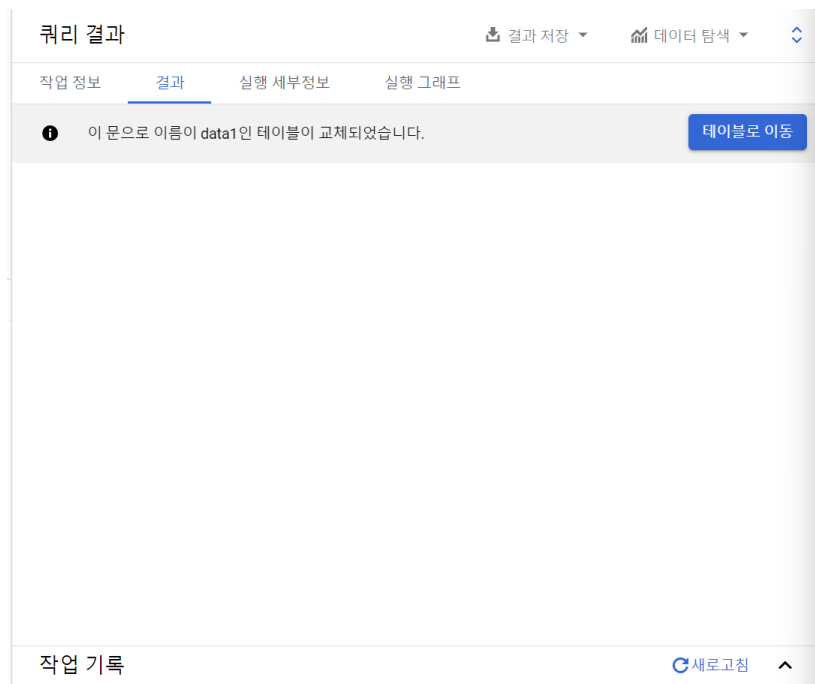 쿼리 결과
결과 저장
데이터 탐색
작업 정보
결과
실행 세부정보
실행 그래프
이 문으로 이름이 data1인 테이블이 교체되었습니다.
테이블로 이동
작업 기록
새로고침